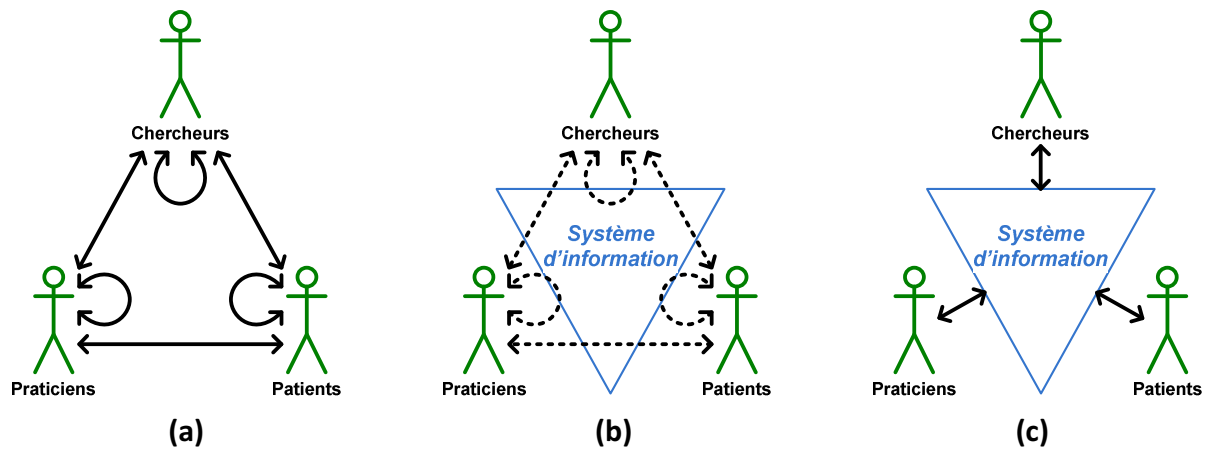 Chercheurs
Praticiens
Patients
(a)
Chercheurs
Système
d'information
Praticiens
Patients
(b)
Chercheurs
Système
d'information
Praticiens
Patients
(c)